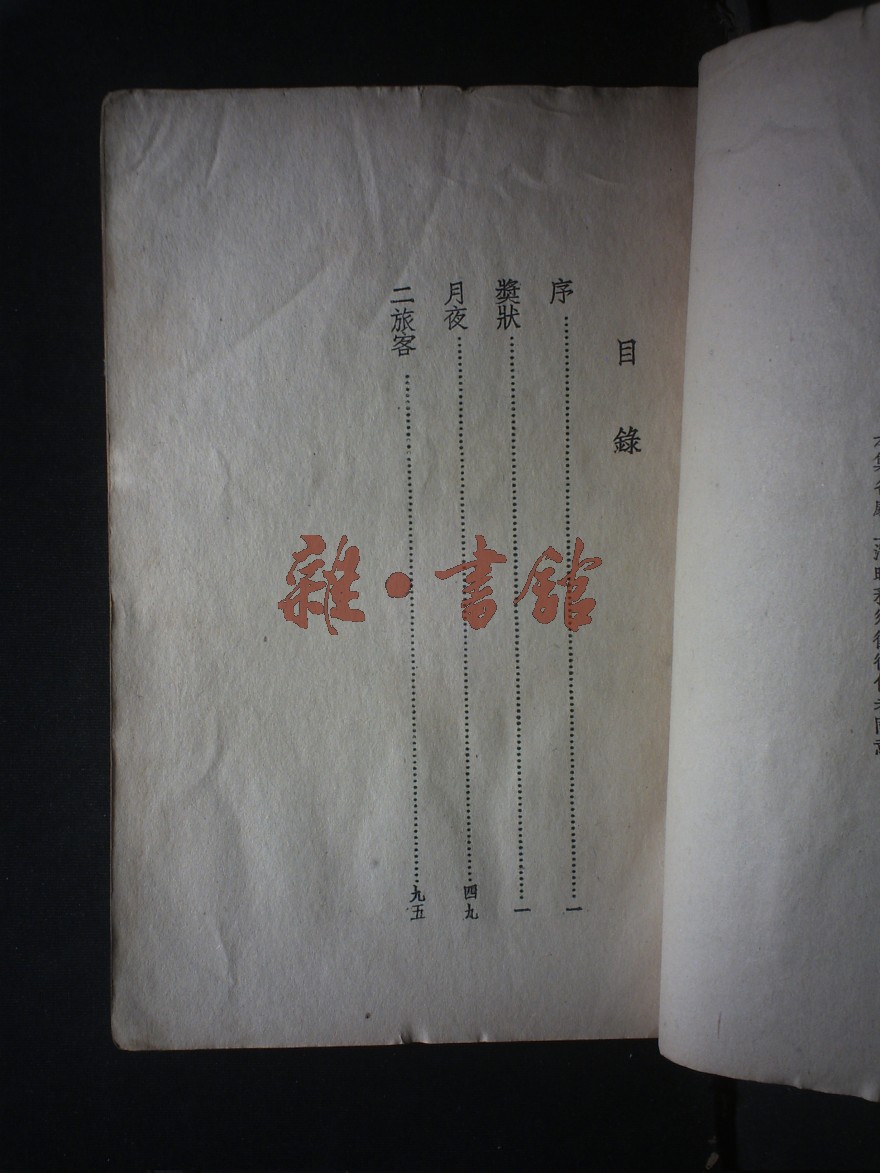 目錄
序……一
獎狀……一
月夜……四九
二旅客……九五
雜·書館